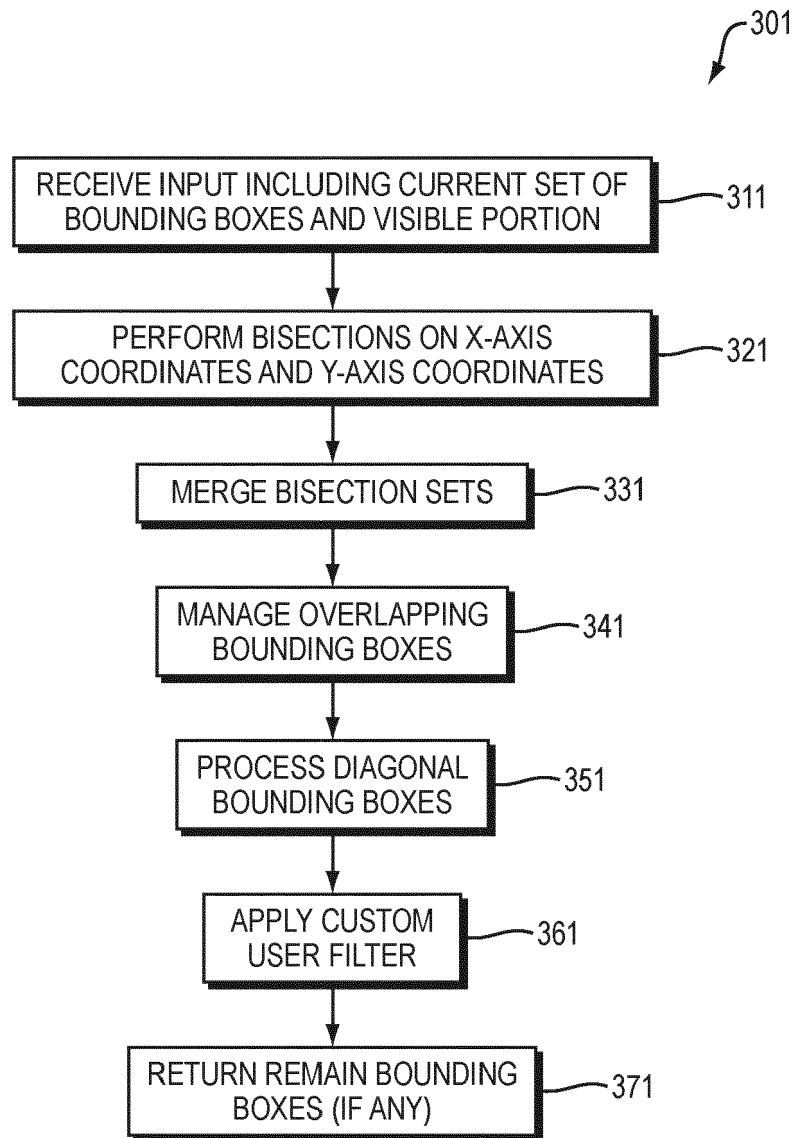 301
RECEIVE INPUT INCLUDING CURRENT SET OF
BOUNDING BOXES AND VISIBLE PORTION
311
PERFORM BISECTIONS ON X-AXIS
COORDINATES AND Y-AXIS COORDINATES
321
MERGE BISECTION SETS
331
MANAGE OVERLAPPING
BOUNDING BOXES
341
PROCESS DIAGONAL
BOUNDING BOXES
351
APPLY CUSTOM
USER FILTER
361
RETURN REMAIN BOUNDING
BOXES (IF ANY)
371